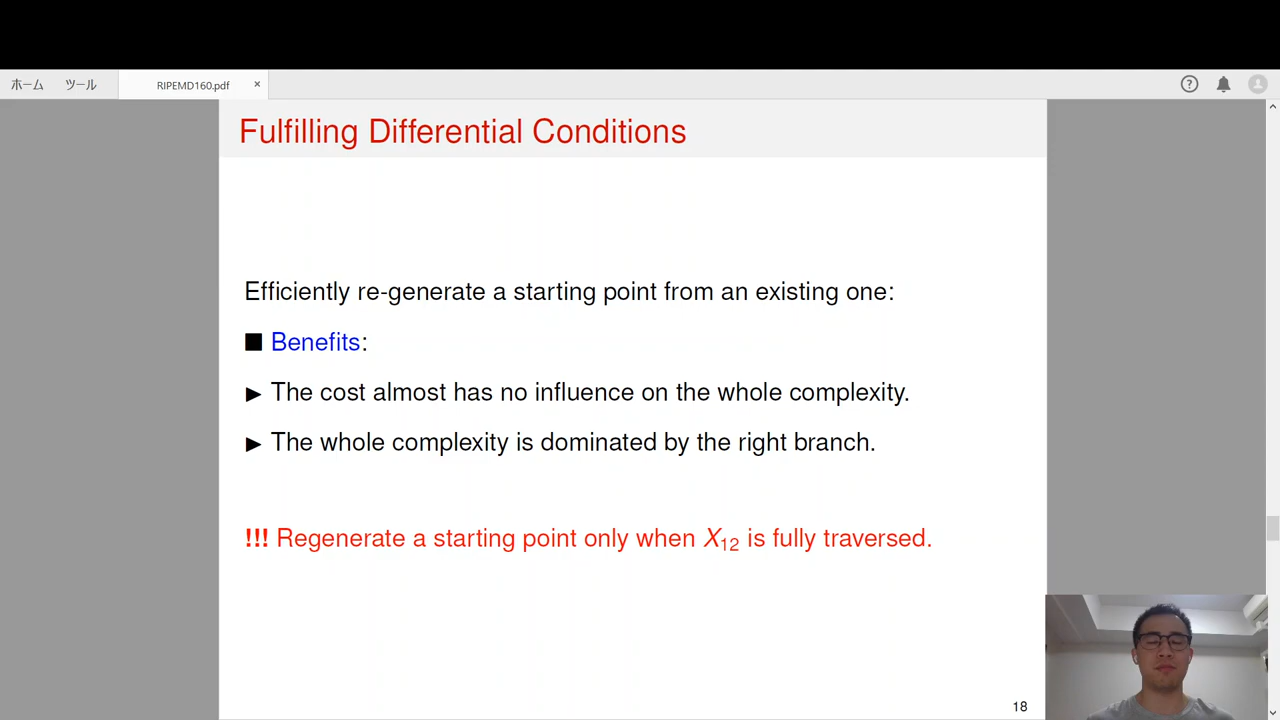 ホーム ツール RIPEMD160.pdf ×
Fulfilling Differential Conditions
Efficiently re-generate a starting point from an existing one:
■ Benefits:
► The cost almost has no influence on the whole complexity.
► The whole complexity is dominated by the right branch.
!!! Regenerate a starting point only when X₁₂ is fully traversed.
18